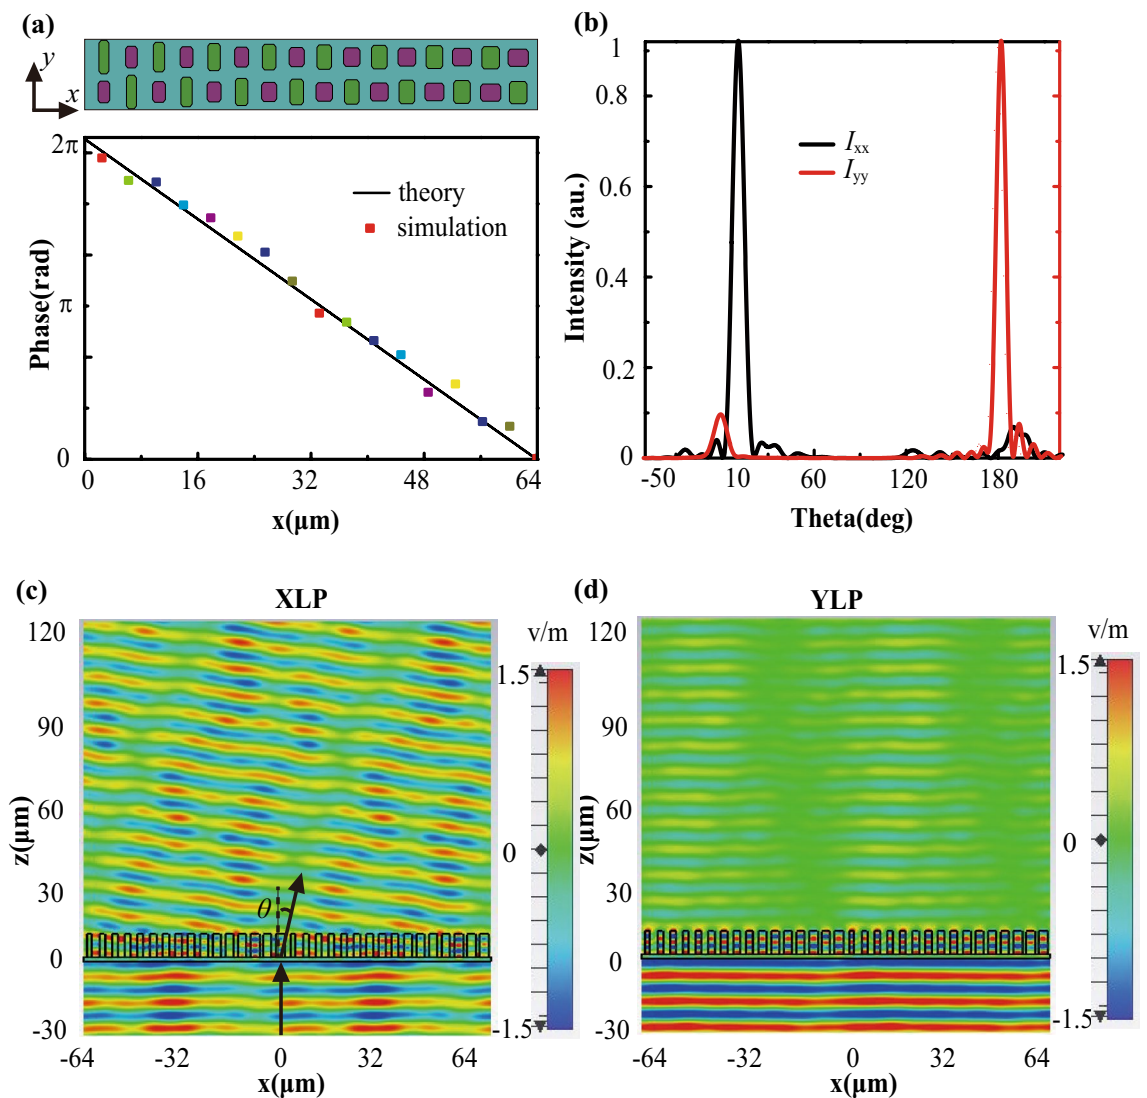 (a)
y
x
2π
π
0
Phase(rad)
theory
simulation
0 16 32 48 64
x(μm)
(b)
1
0.8
0.6
0.4
0.2
0
Intensity (au.)
Ixx
Iyy
-50 10 60 120 180
Theta(deg)
(c)
XLP
120
90
60
30
0
-30
z(μm)
θ
v/m
1.5
0
-1.5
-64 -32 0 32 64
x(μm)
(d)
YLP
120
90
60
30
0
-30
z(μm)
v/m
1.5
0
-1.5
-64 -32 0 32 64
x(μm)